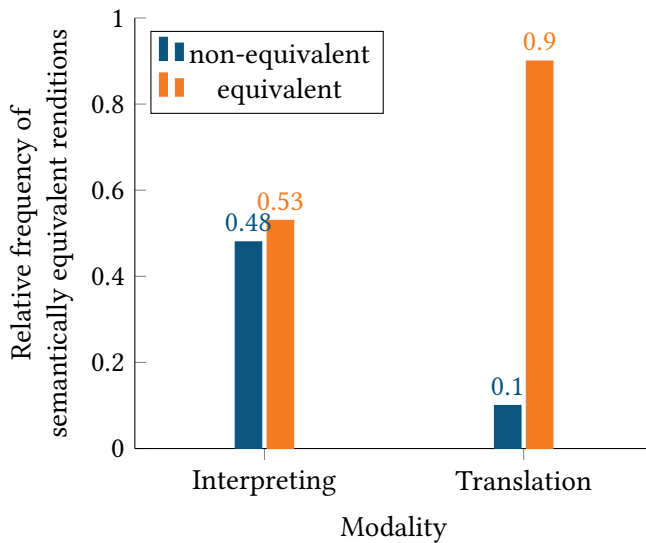 1
0.8
0.6
0.4
0.2
0
Relative frequency of
semantically equivalent renditions
non-equivalent
equivalent
0.48
0.53
0.1
0.9
Interpreting
Translation
Modality